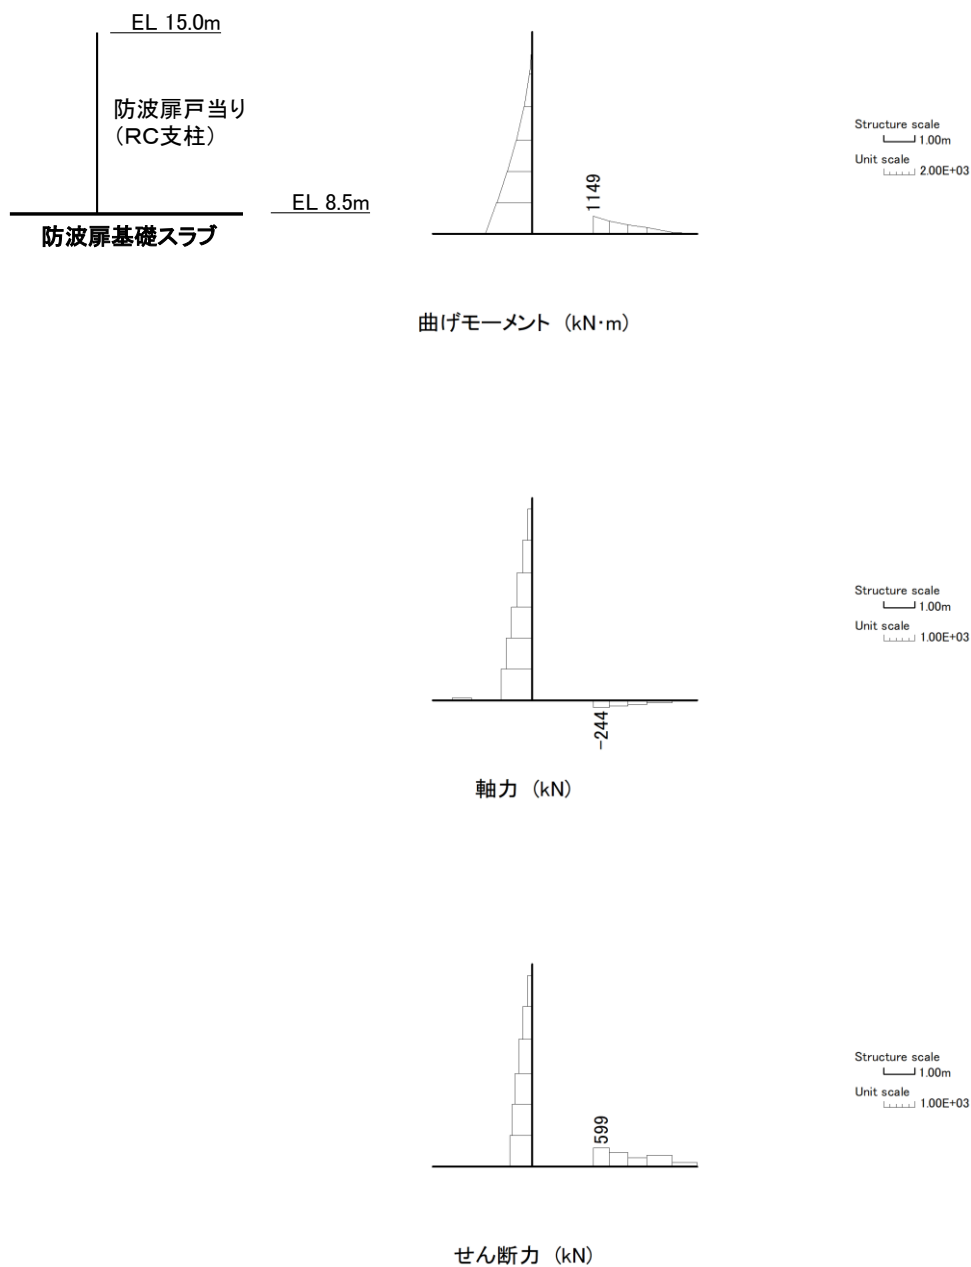 EL 15.0m
防波扉戸当り
（RC支柱）
EL 8.5m
防波扉基礎スラブ
1149
Structure scale
1.00m
Unit scale
2.00E+03
曲げモーメント （kN·m）
-244
Structure scale
1.00m
Unit scale
1.00E+03
軸力 （kN）
599
Structure scale
1.00m
Unit scale
1.00E+03
せん断力 （kN）